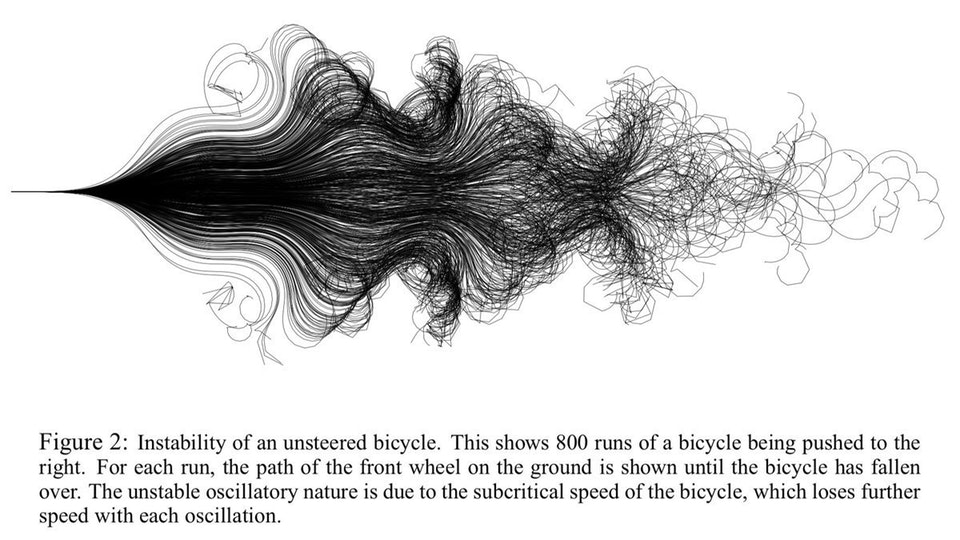 Figure 2: Instability of an unsteered bicycle. This shows 800 runs of a bicycle being pushed to the
right. For each run, the path of the front wheel on the ground is shown until the bicycle has fallen
over. The unstable oscillatory nature is due to the subcritical speed of the bicycle, which loses further
speed with each oscillation.